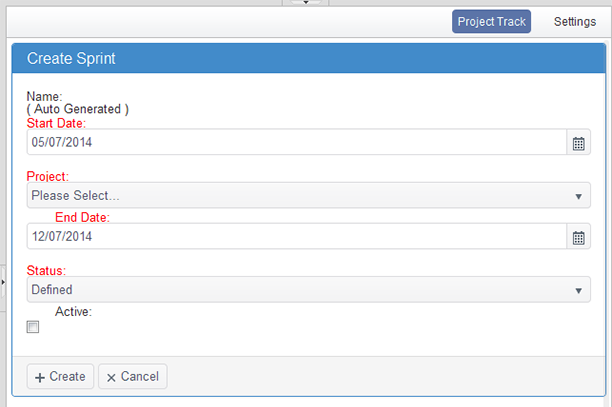 Project Track
Settings
Create Sprint
Name:
( Auto Generated )
Start Date:
05/07/2014
Project:
Please Select...
End Date:
12/07/2014
Status:
Defined
Active:
+ Create
× Cancel